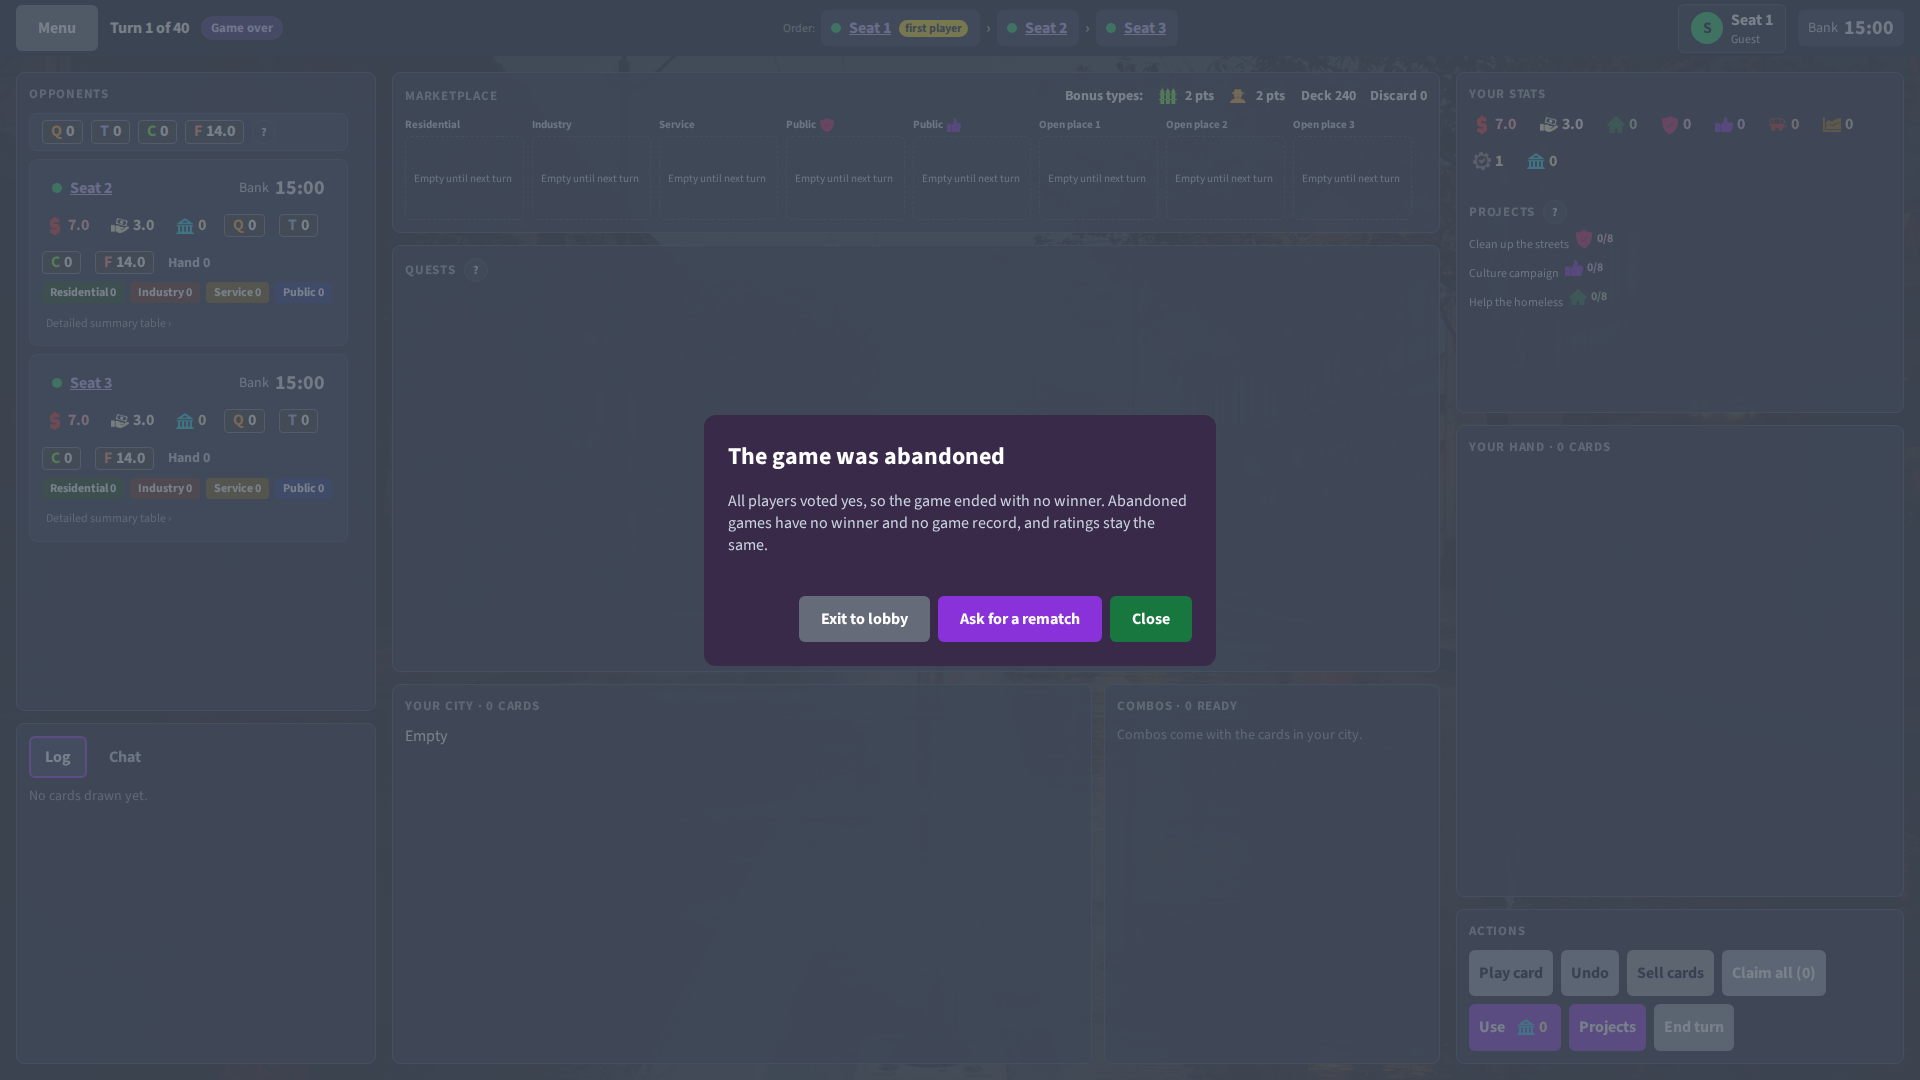 Menu
Turn 1 of 40
Game over
Order:
Seat 1 first player › Seat 2 › Seat 3
S
Seat 1
Guest
Bank 15:00
OPPONENTS
Q 0 T 0 C 0 F 14.0 ?
Seat 2 Bank 15:00
7.0 3.0 0 Q 0 T 0
C 0 F 14.0 Hand 0
Residential 0 Industry 0 Service 0 Public 0
Detailed summary table ›
Seat 3 Bank 15:00
7.0 3.0 0 Q 0 T 0
C 0 F 14.0 Hand 0
Residential 0 Industry 0 Service 0 Public 0
Detailed summary table ›
Log Chat
No cards drawn yet.
MARKETPLACE
Bonus types: 2 pts 2 pts Deck 240 Discard 0
Residential Industry Service Public Public Open place 1 Open place 2 Open place 3
Empty until next turn Empty until next turn Empty until next turn Empty until next turn Empty until next turn Empty until next turn Empty until next turn Empty until next turn
QUESTS ?
The game was abandoned
All players voted yes, so the game ended with no winner. Abandoned
games have no winner and no game record, and ratings stay the
same.
Exit to lobby Ask for a rematch Close
YOUR CITY · 0 CARDS
Empty
COMBOS · 0 READY
Combos come with the cards in your city.
YOUR STATS
$ 7.0 3.0 0 0 0 0 0
1 0
PROJECTS ?
Clean up the streets 0/8
Culture campaign 0/8
Help the homeless 0/8
YOUR HAND · 0 CARDS
ACTIONS
Play card Undo Sell cards Claim all (0)
Use 0 Projects End turn